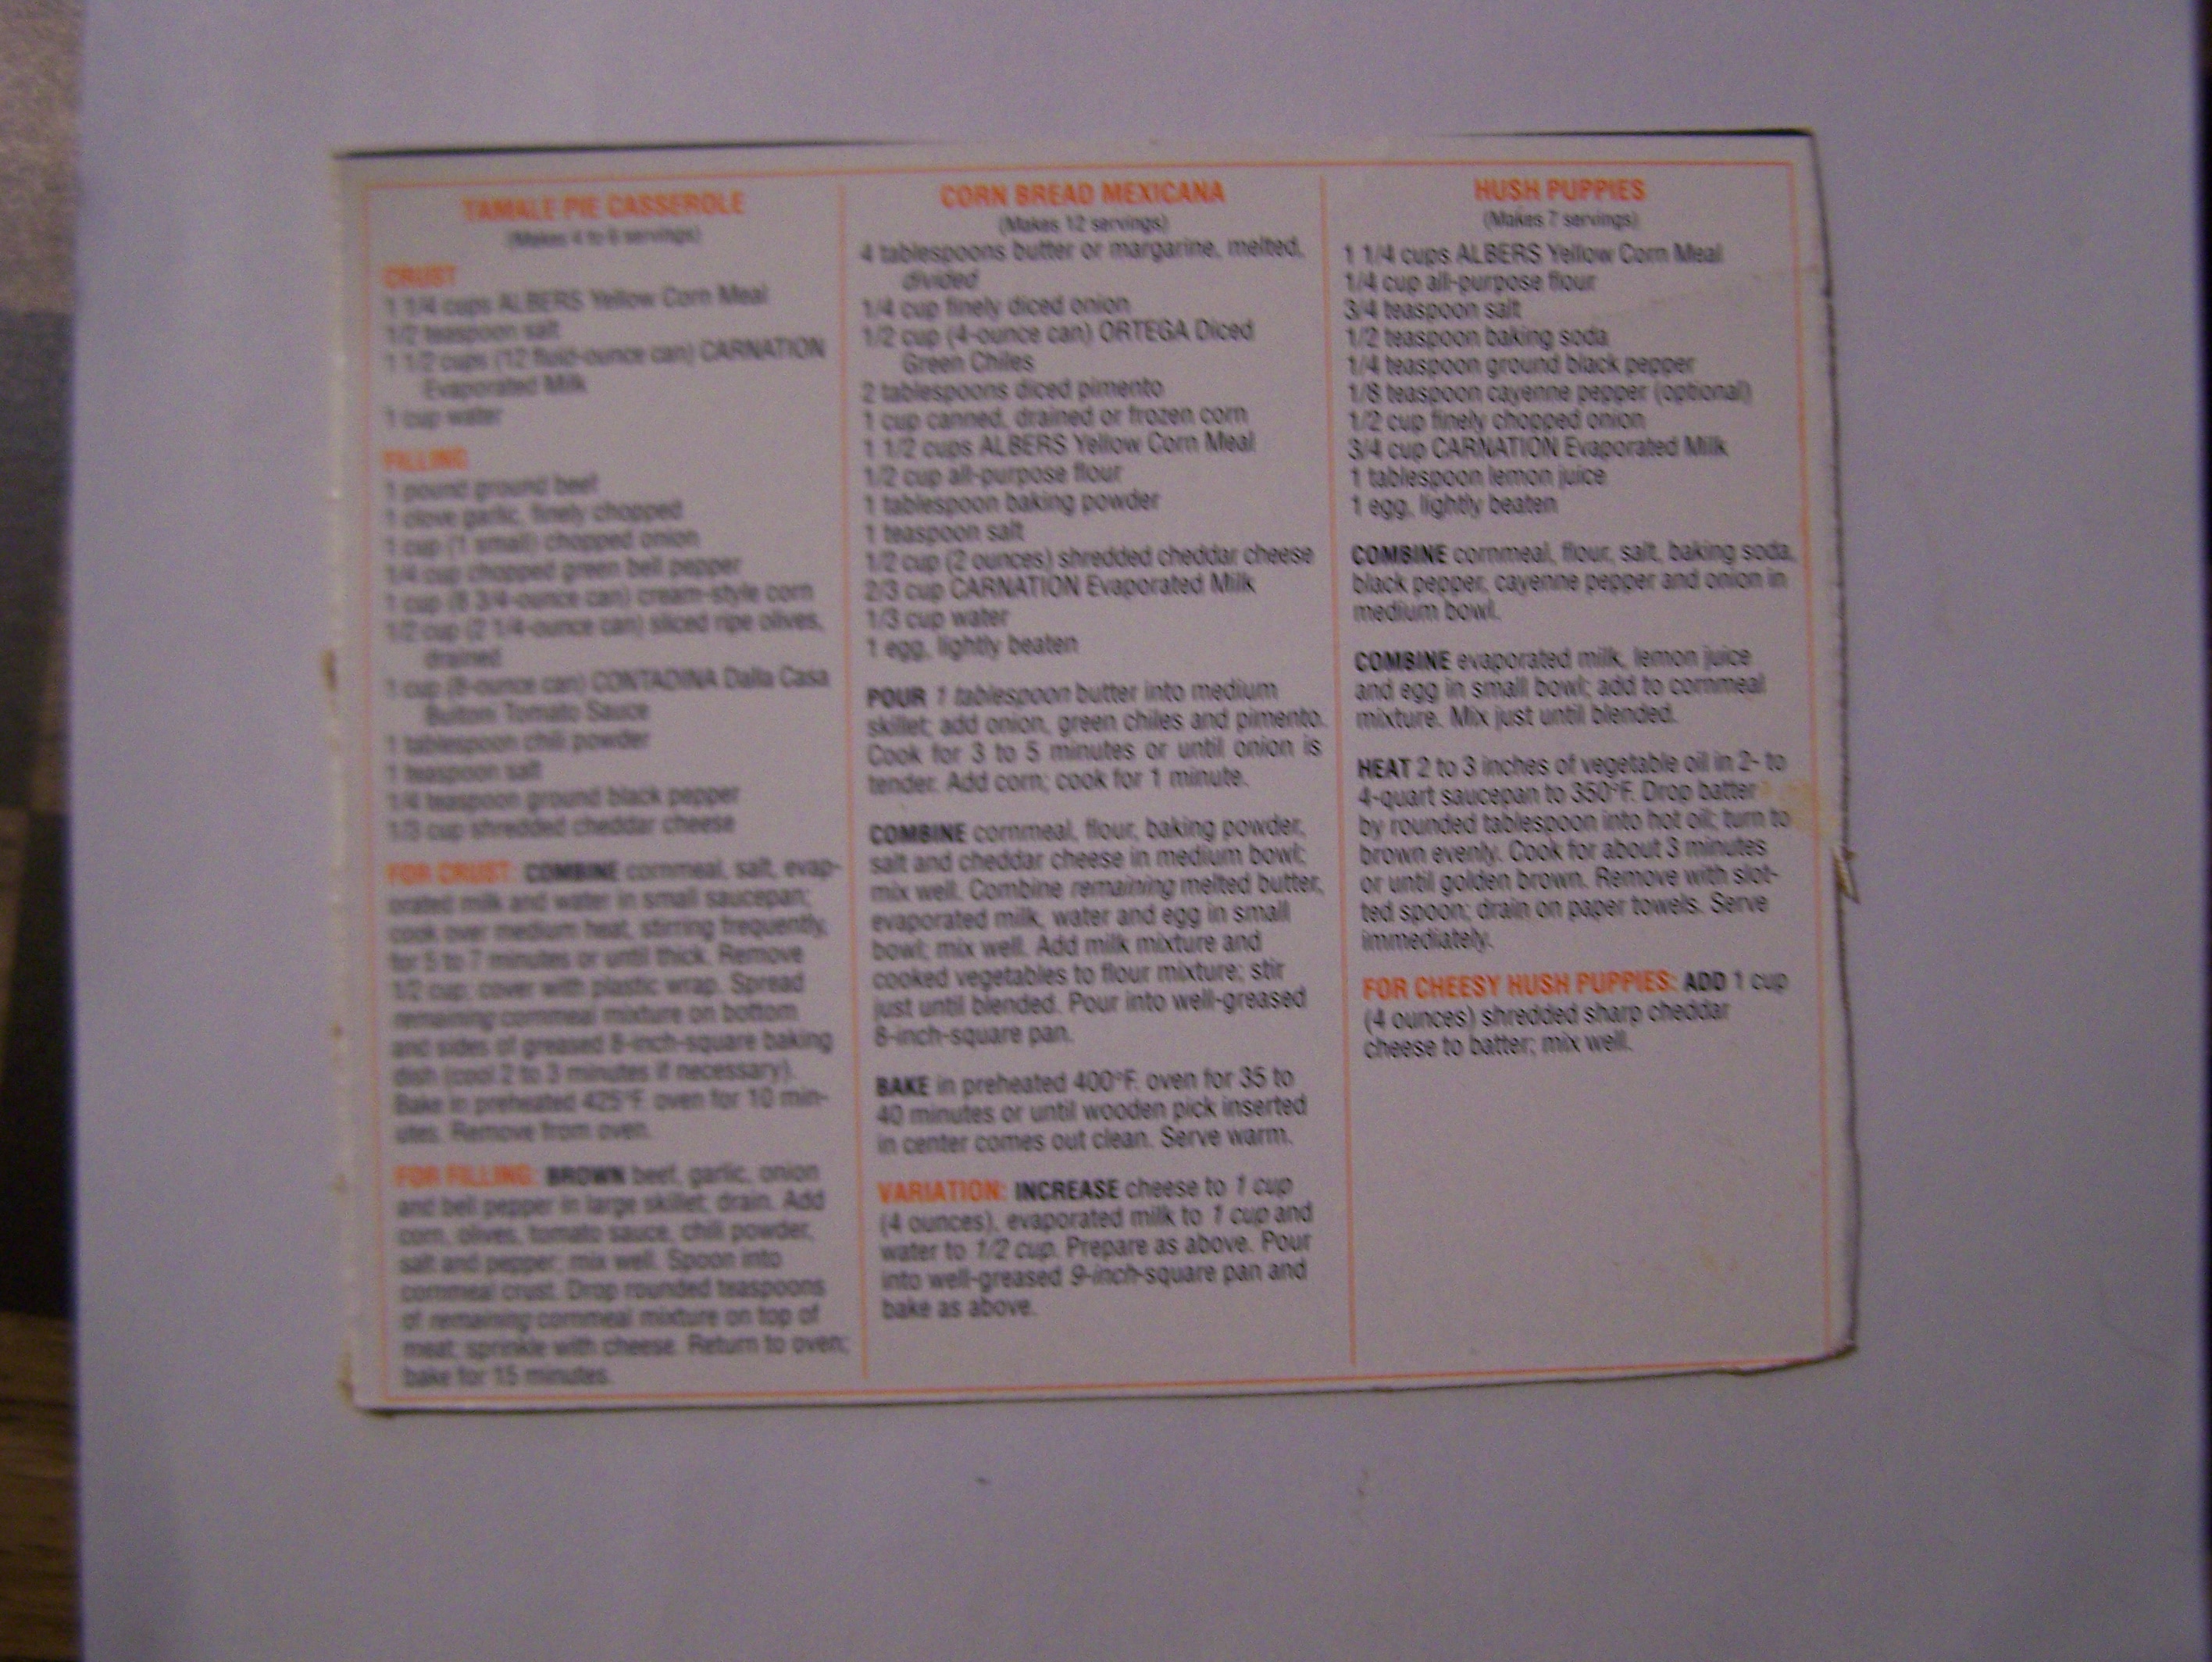 TAMALE PIE CASSEROLE
(Makes 4 to 6 servings)
CRUST
1 1/4 cups ALBERS Yellow Corn Meal
1/2 teaspoon salt
1 1/2 cups (12 fluid-ounce can) CARNATION
Evaporated Milk
1 cup water
FILLING
1 pound ground beef
1 clove garlic, finely chopped
1 cup (1 small) chopped onion
1/4 cup chopped green bell pepper
1 cup (8 3/4-ounce can) cream-style corn
1/2 cup (2 1/4-ounce can) sliced ripe olives,
drained
1 cup (8-ounce can) CONTADINA Dalla Casa
Buitoni Tomato Sauce
1 tablespoon chili powder
1 teaspoon salt
1/4 teaspoon ground black pepper
1/3 cup shredded cheddar cheese
FOR CRUST: COMBINE cornmeal, salt, evap-
orated milk and water in small saucepan;
cook over medium heat, stirring frequently,
for 5 to 7 minutes or until thick. Remove
1/2 cup; cover with plastic wrap. Spread
remaining cornmeal mixture on bottom
and sides of greased 8-inch-square baking
dish (cool 2 to 3 minutes if necessary).
Bake in preheated 425°F. oven for 10 min-
utes. Remove from oven.
FOR FILLING: BROWN beef, garlic, onion
and bell pepper in large skillet; drain. Add
corn, olives, tomato sauce, chili powder,
salt and pepper; mix well. Spoon into
cornmeal crust. Drop rounded teaspoons
of remaining cornmeal mixture on top of
meat; sprinkle with cheese. Return to oven;
bake for 15 minutes.
CORN BREAD MEXICANA
(Makes 12 servings)
4 tablespoons butter or margarine, melted,
divided
1/4 cup finely diced onion
1/2 cup (4-ounce can) ORTEGA Diced
Green Chiles
2 tablespoons diced pimento
1 cup canned, drained or frozen corn
1 1/2 cups ALBERS Yellow Corn Meal
1/2 cup all-purpose flour
1 tablespoon baking powder
1 teaspoon salt
1/2 cup (2 ounces) shredded cheddar cheese
2/3 cup CARNATION Evaporated Milk
1/3 cup water
1 egg, lightly beaten
POUR 1 tablespoon butter into medium
skillet; add onion, green chiles and pimento.
Cook for 3 to 5 minutes or until onion is
tender. Add corn; cook for 1 minute.
COMBINE cornmeal, flour, baking powder,
salt and cheddar cheese in medium bowl;
mix well. Combine remaining melted butter,
evaporated milk, water and egg in small
bowl; mix well. Add milk mixture and
cooked vegetables to flour mixture; stir
just until blended. Pour into well-greased
8-inch-square pan.
BAKE in preheated 400°F. oven for 35 to
40 minutes or until wooden pick inserted
in center comes out clean. Serve warm.
VARIATION: INCREASE cheese to 1 cup
(4 ounces), evaporated milk to 1 cup and
water to 1/2 cup. Prepare as above. Pour
into well-greased 9-inch-square pan and
bake as above.
HUSH PUPPIES
(Makes 7 servings)
1 1/4 cups ALBERS Yellow Corn Meal
1/4 cup all-purpose flour
3/4 teaspoon salt
1/2 teaspoon baking soda
1/4 teaspoon ground black pepper
1/8 teaspoon cayenne pepper (optional)
1/2 cup finely chopped onion
3/4 cup CARNATION Evaporated Milk
1 tablespoon lemon juice
1 egg, lightly beaten
COMBINE cornmeal, flour, salt, baking soda,
black pepper, cayenne pepper and onion in
medium bowl.
COMBINE evaporated milk, lemon juice
and egg in small bowl; add to cornmeal
mixture. Mix just until blended.
HEAT 2 to 3 inches of vegetable oil in 2- to
4-quart saucepan to 350°F. Drop batter
by rounded tablespoon into hot oil; turn to
brown evenly. Cook for about 3 minutes
or until golden brown. Remove with slot-
ted spoon; drain on paper towels. Serve
immediately.
FOR CHEESY HUSH PUPPIES: ADD 1 cup
(4 ounces) shredded sharp cheddar
cheese to batter; mix well.